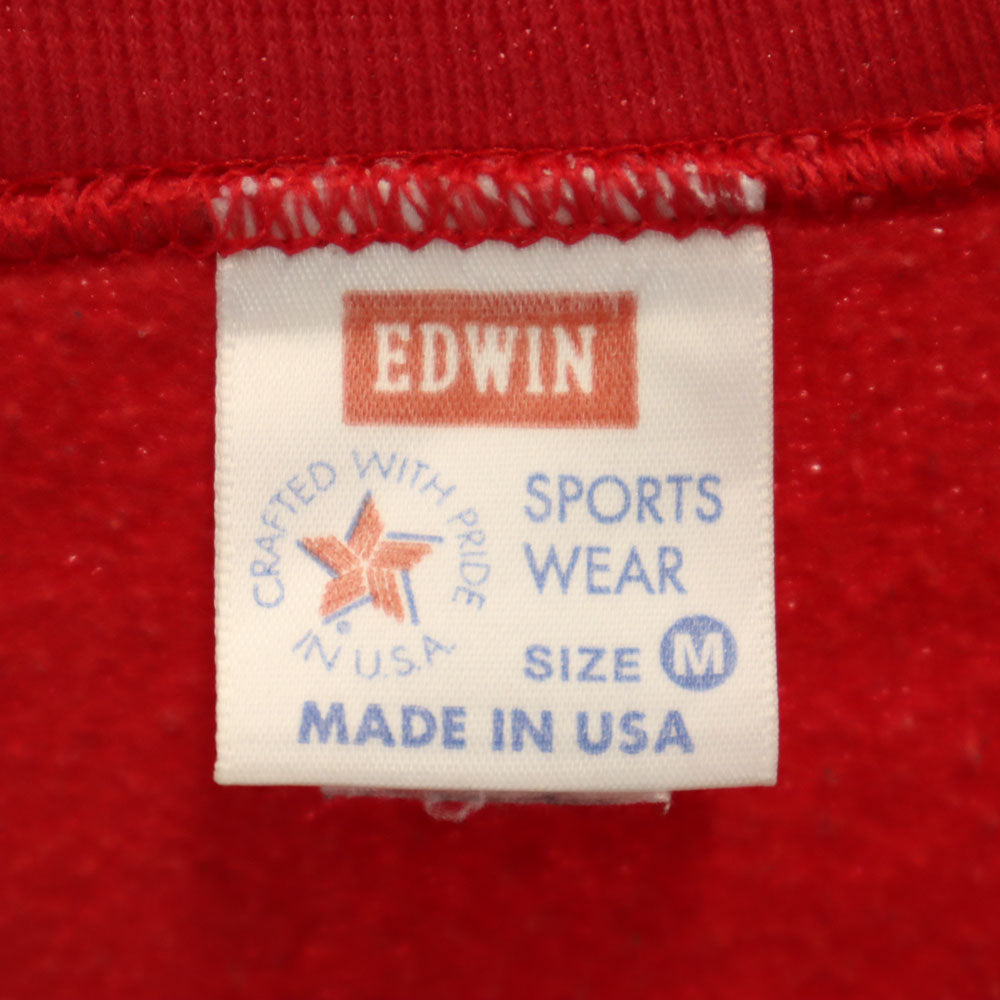 EDWIN
CRAFTED WITH PRIDE
IN U.S.A.
SPORTS
WEAR
SIZE M
MADE IN USA